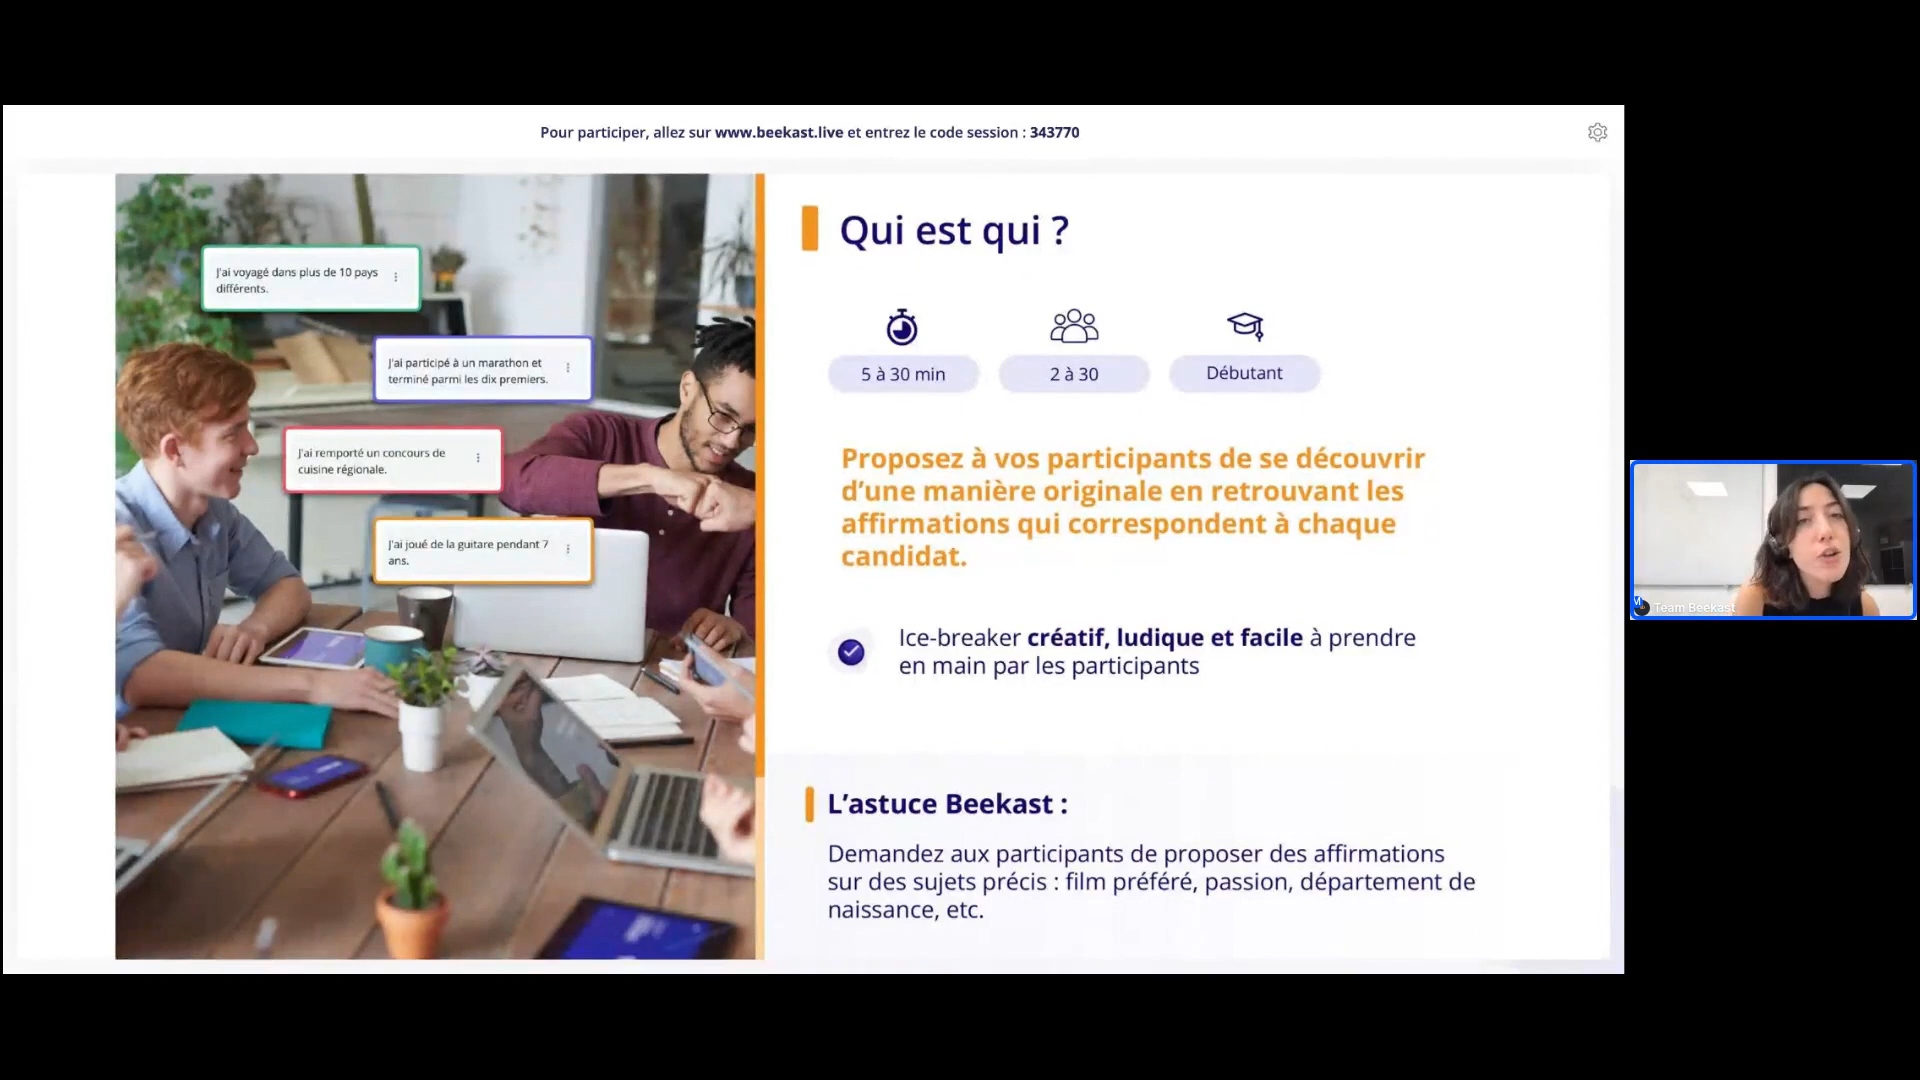 Pour participer, allez sur www.beekast.live et entrez le code session : 343770
J'ai voyagé dans plus de 10 pays
différents.
J'ai participé à un marathon et
terminé parmi les dix premiers.
J'ai remporté un concours de
cuisine régionale.
J'ai joué de la guitare pendant 7
ans.
Qui est qui ?
5 à 30 min
2 à 30
Débutant
Proposez à vos participants de se découvrir
d’une manière originale en retrouvant les
affirmations qui correspondent à chaque
candidat.
Ice-breaker créatif, ludique et facile à prendre
en main par les participants
L’astuce Beekast :
Demandez aux participants de proposer des affirmations
sur des sujets précis : film préféré, passion, département de
naissance, etc.
Team Beekast